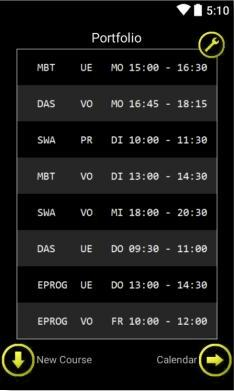 5:10
Portfolio
MBT UE MO 15:00 - 16:30
DAS VO MO 16:45 - 18:15
SWA PR DI 10:00 - 11:30
MBT VO DI 13:00 - 14:30
SWA VO MI 18:00 - 20:30
DAS UE DO 09:30 - 11:00
EPROG UE DO 13:00 - 14:30
EPROG VO FR 10:00 - 12:00
New Course Calendar